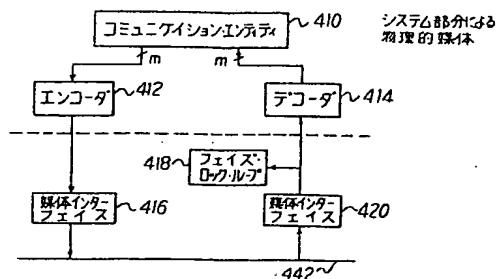 コミュニケイション・エンティティ 410
システム部分による
物理的媒体
m m
エンコーダ 412
デコーダ 414
418 フェイズ・
ロック・ループ
媒体インター
フェイス 416
媒体インター
フェイス 420
442